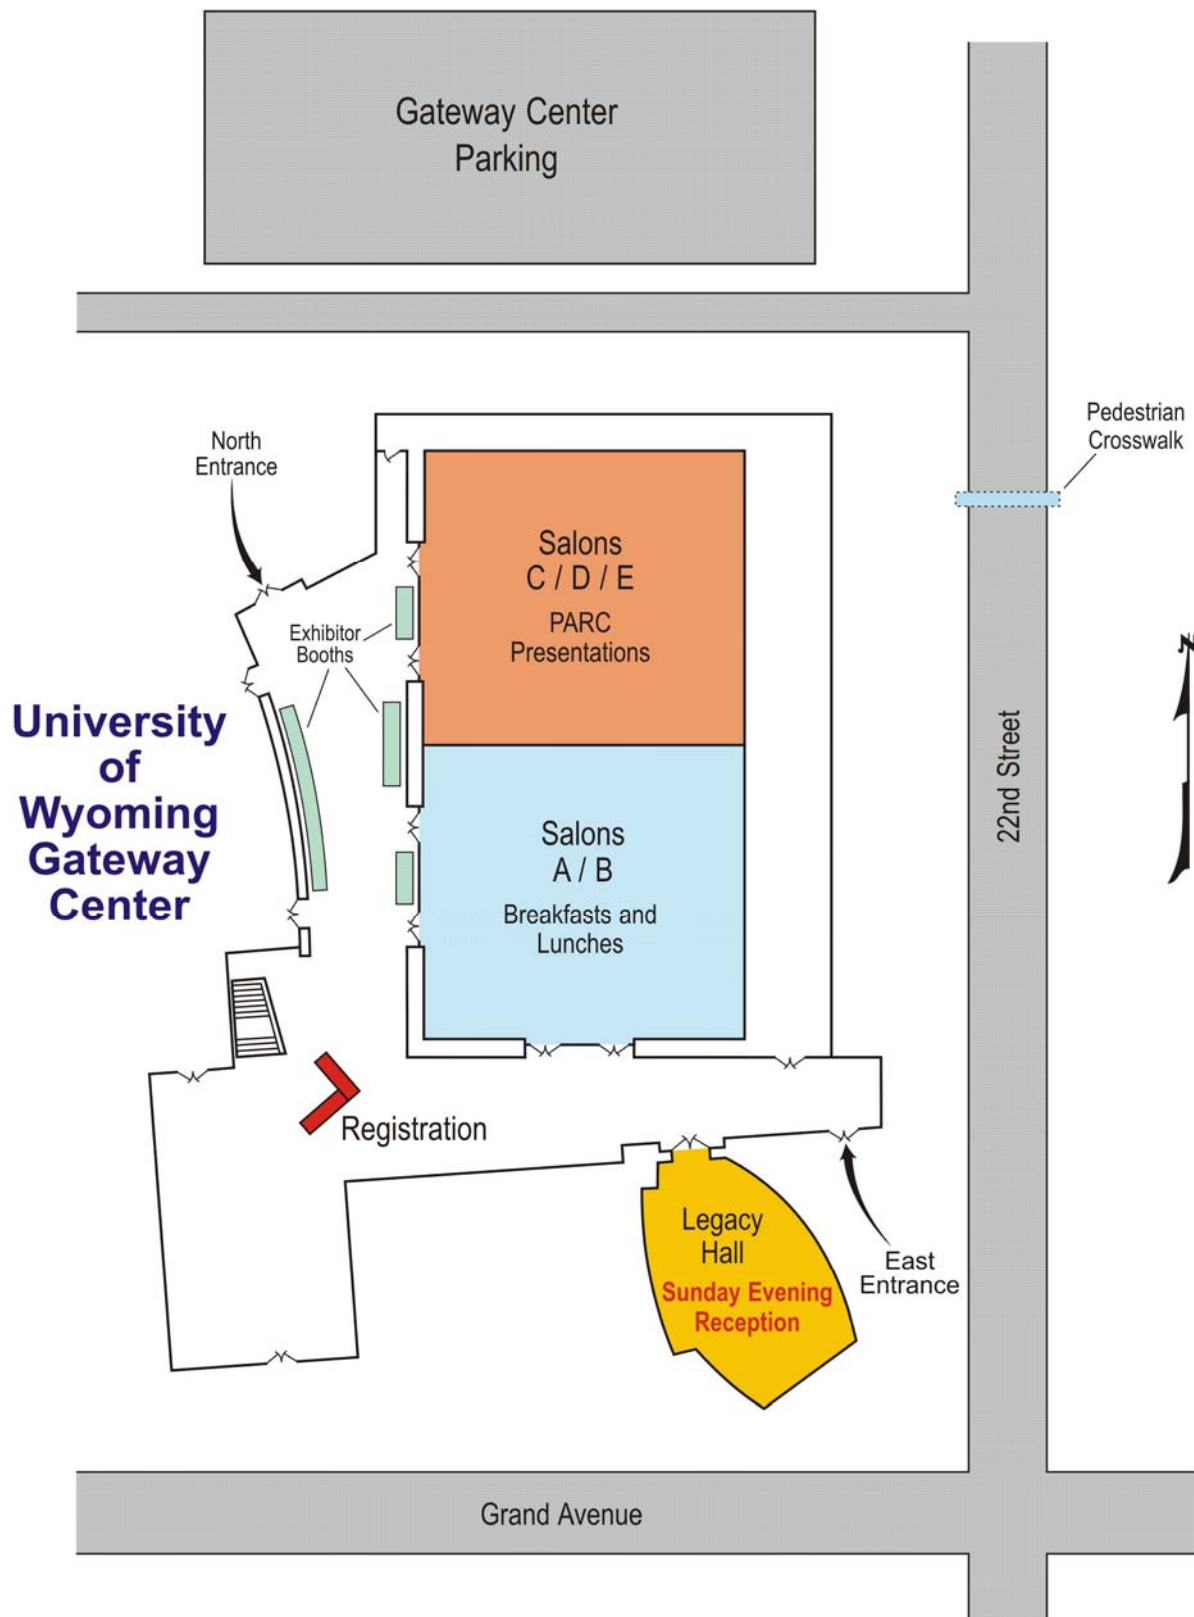 Gateway Center
Parking
Pedestrian
Crosswalk
North
Entrance
Salons
C / D / E
PARC
Presentations
Exhibitor
Booths
N
University
of
Wyoming
Gateway
Center
22nd Street
Salons
A / B
Breakfasts and
Lunches
Registration
Legacy
Hall
Sunday Evening
Reception
East
Entrance
Grand Avenue